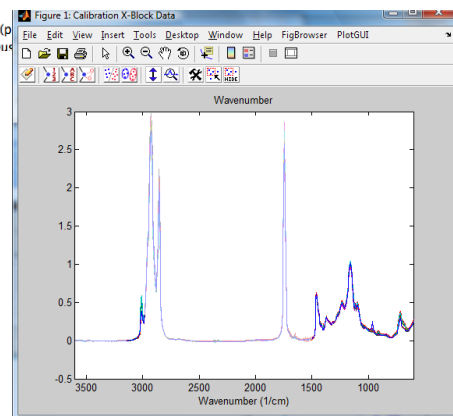 Figure 1: Calibration X-Block Data
(p
File Edit View Insert Tools Desktop Window Help FigBrowser PlotGUI
HIDE
Wavenumber
3
2.5
2
1.5
1
0.5
0
-0.5
3500 3000 2500 2000 1500 1000
Wavenumber (1/cm)